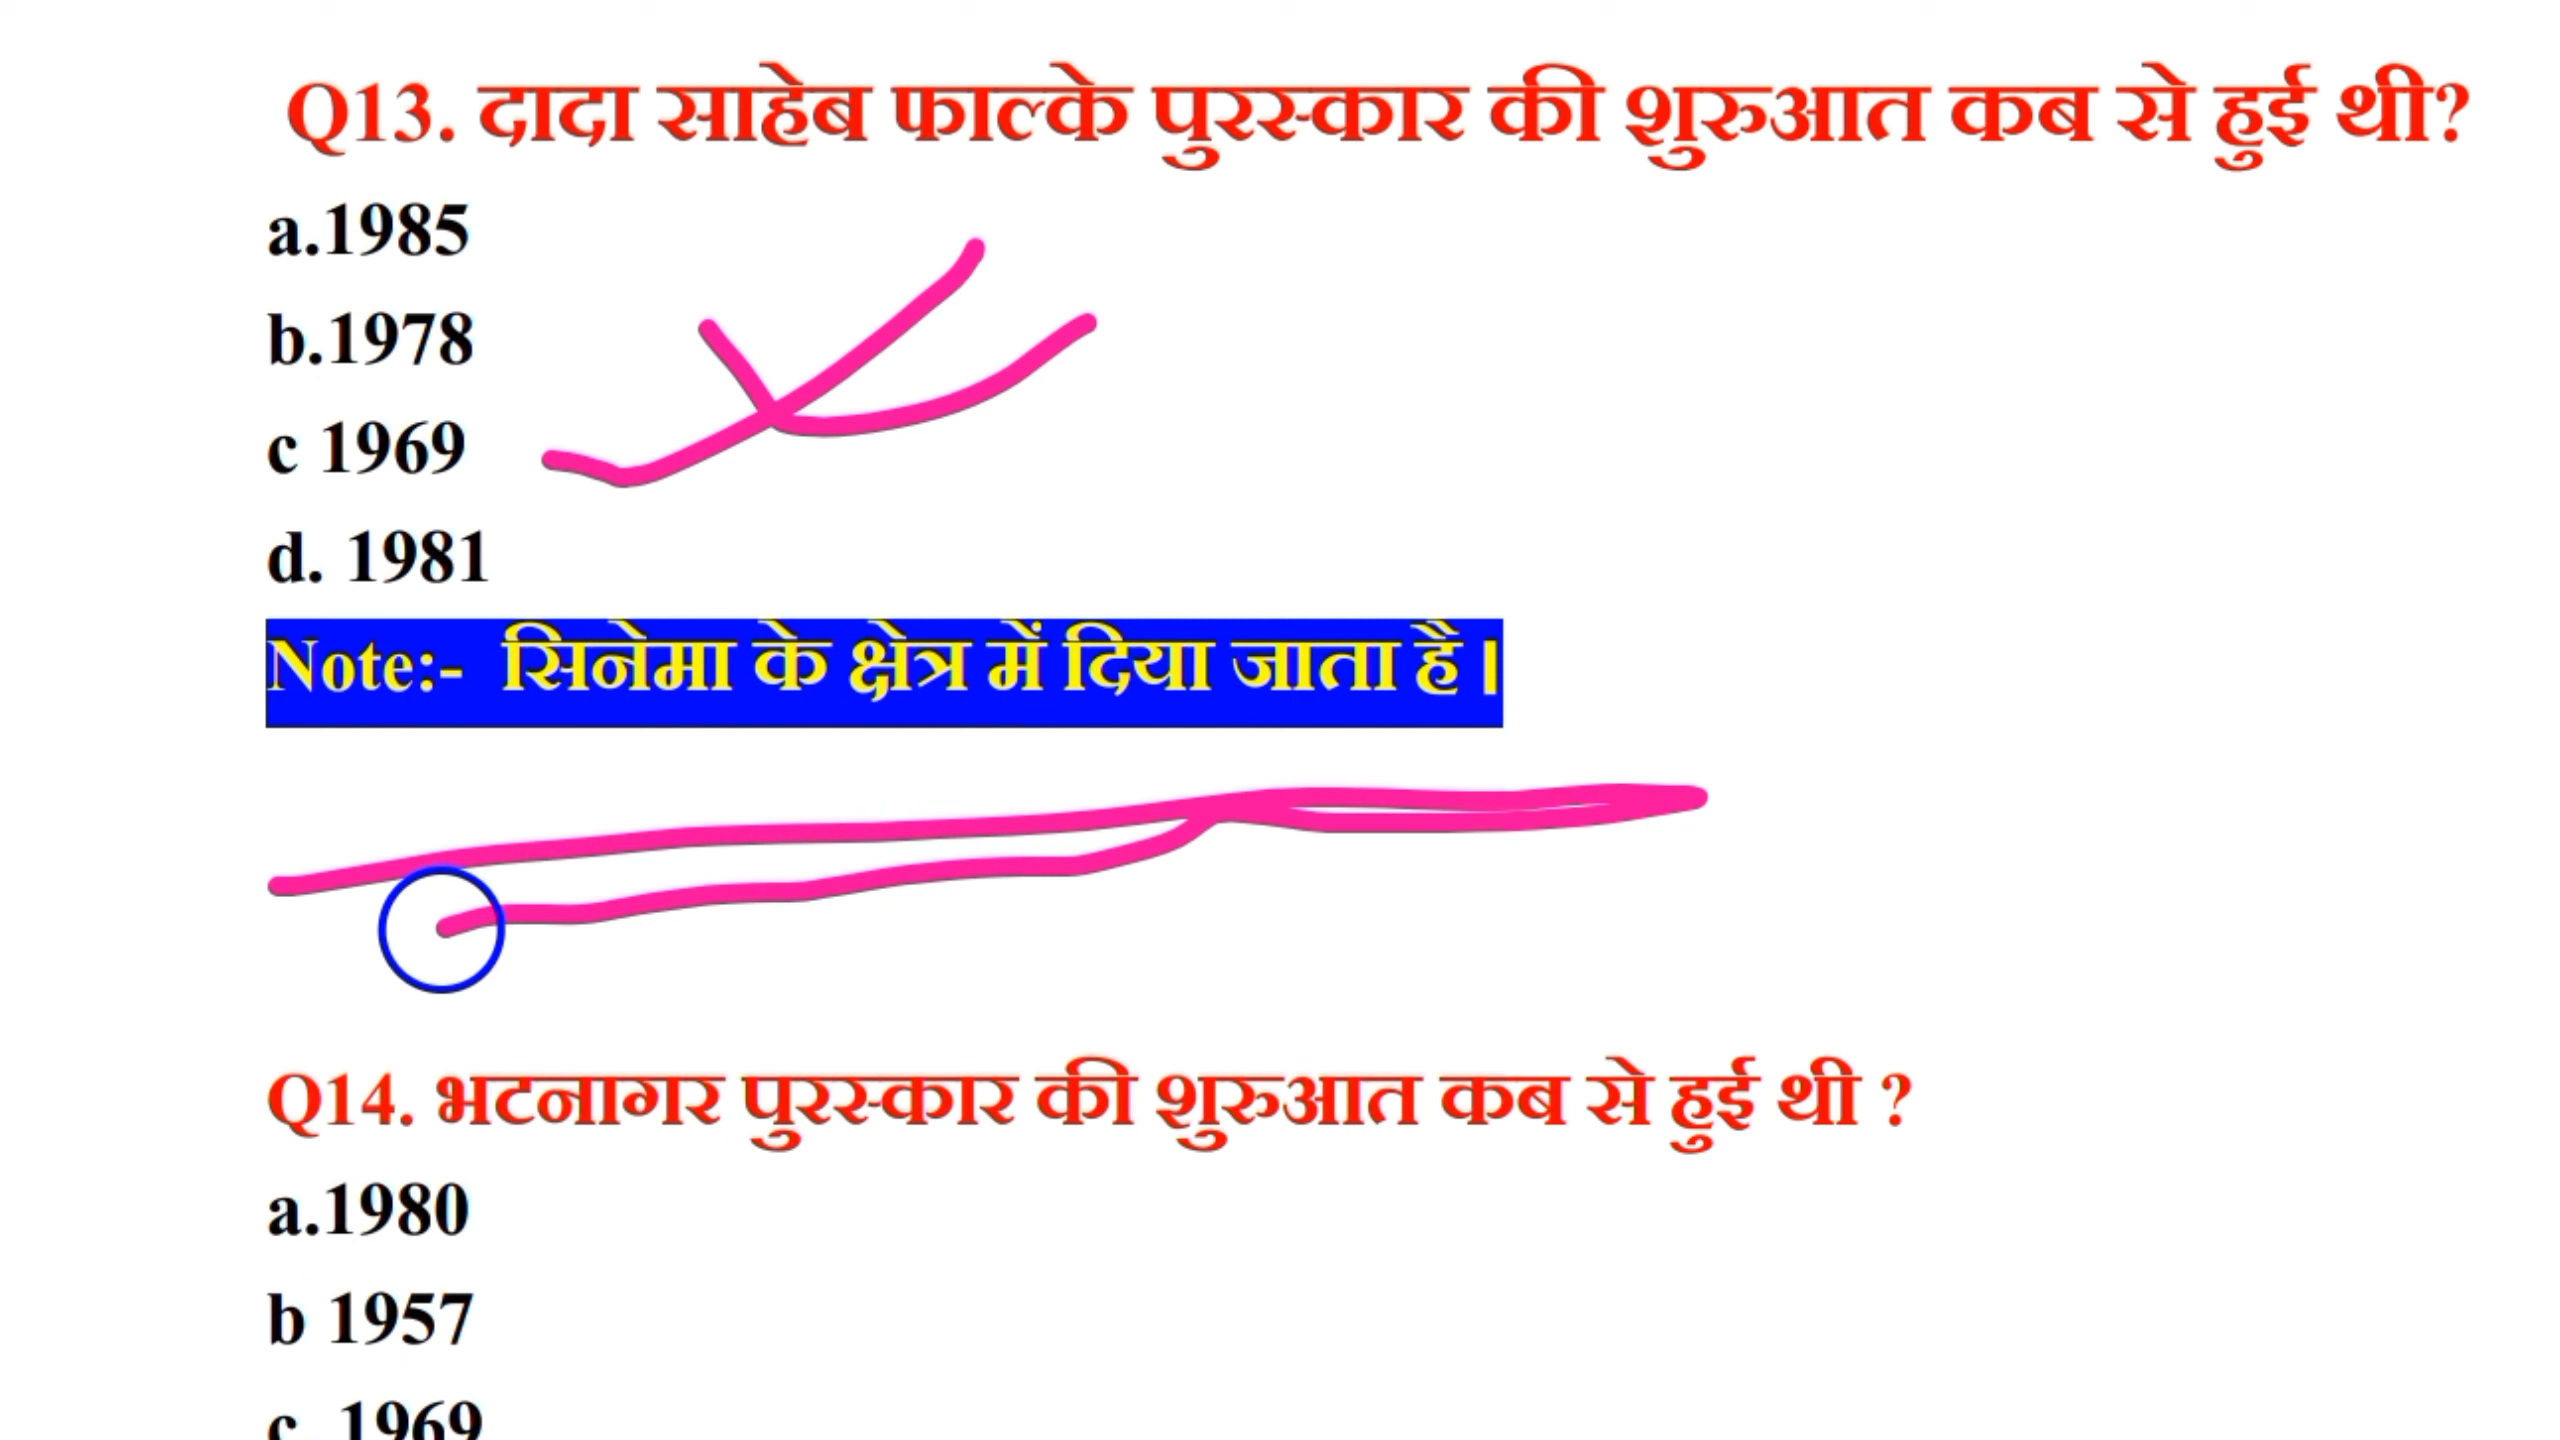 Q13. दादा साहेब फाल्के पुरस्कार की शुरुआत कब से हुई थी?
a.1985
b.1978
c 1969
d. 1981
Note:- सिनेमा के क्षेत्र में दिया जाता है।
Q14. भटनागर पुरस्कार की शुरुआत कब से हुई थी ?
a.1980
b 1957
c. 1969